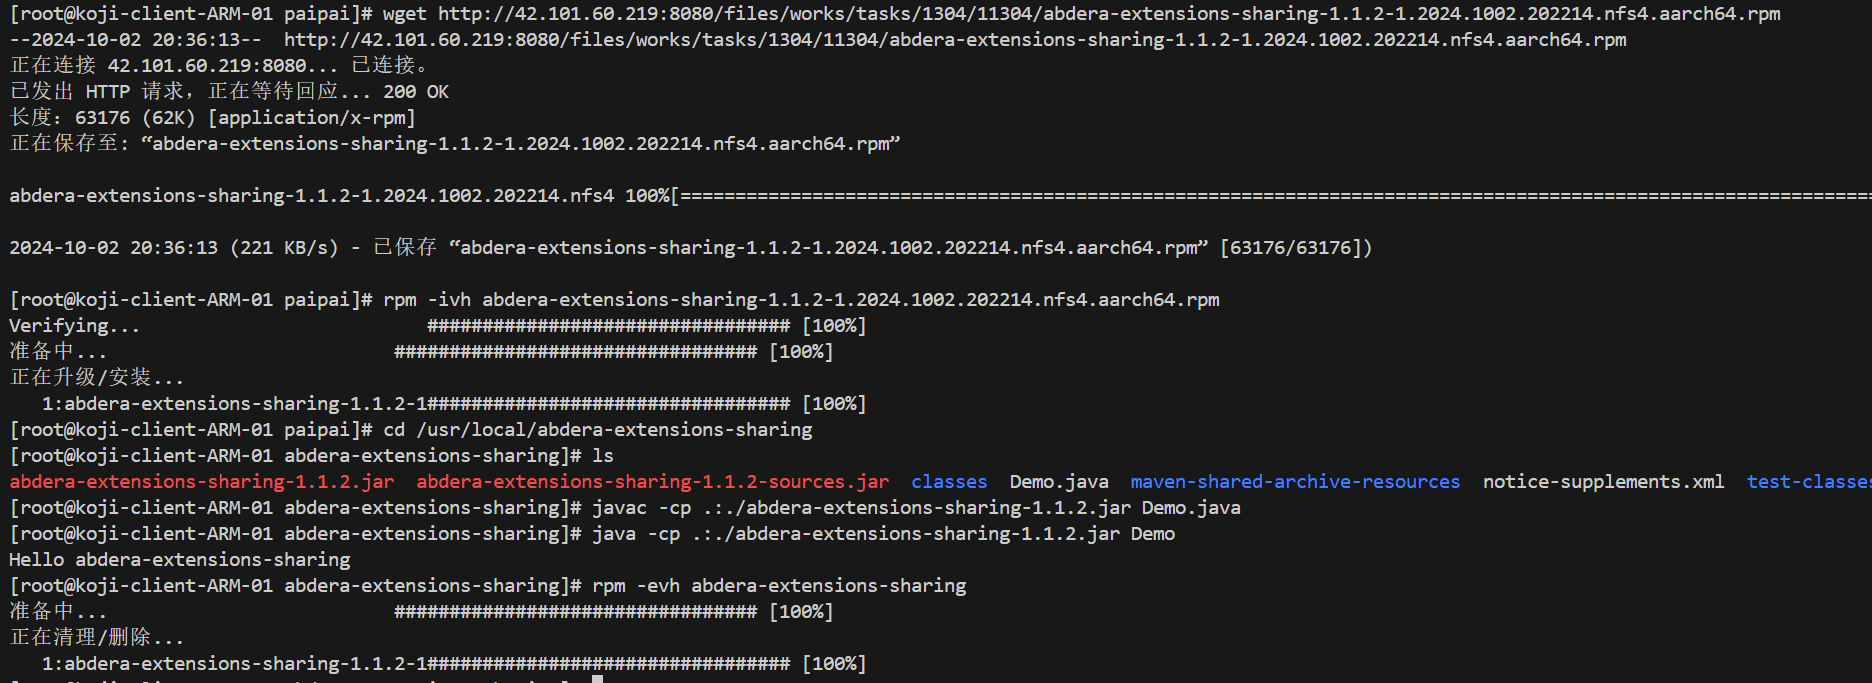 [root@koji-client-ARM-01 paipai]# wget http://42.101.60.219:8080/files/works/tasks/1304/11304/abdera-extensions-sharing-1.1.2-1.2024.1002.202214.nfs4.aarch64.rpm
--2024-10-02 20:36:13--  http://42.101.60.219:8080/files/works/tasks/1304/11304/abdera-extensions-sharing-1.1.2-1.2024.1002.202214.nfs4.aarch64.rpm
正在连接 42.101.60.219:8080... 已连接。
已发出 HTTP 请求，正在等待回应... 200 OK
长度：63176 (62K) [application/x-rpm]
正在保存至: “abdera-extensions-sharing-1.1.2-1.2024.1002.202214.nfs4.aarch64.rpm”
abdera-extensions-sharing-1.1.2-1.2024.1002.202214.nfs4 100%[=============================================================================================================
2024-10-02 20:36:13 (221 KB/s) - 已保存 “abdera-extensions-sharing-1.1.2-1.2024.1002.202214.nfs4.aarch64.rpm” [63176/63176])
[root@koji-client-ARM-01 paipai]# rpm -ivh abdera-extensions-sharing-1.1.2-1.2024.1002.202214.nfs4.aarch64.rpm
Verifying...                          ################################# [100%]
准备中...                          ################################# [100%]
正在升级/安装...
   1:abdera-extensions-sharing-1.1.2-1################################# [100%]
[root@koji-client-ARM-01 paipai]# cd /usr/local/abdera-extensions-sharing
[root@koji-client-ARM-01 abdera-extensions-sharing]# ls
abdera-extensions-sharing-1.1.2.jar  abdera-extensions-sharing-1.1.2-sources.jar  classes  Demo.java  maven-shared-archive-resources  notice-supplements.xml  test-classes
[root@koji-client-ARM-01 abdera-extensions-sharing]# javac -cp .:./abdera-extensions-sharing-1.1.2.jar Demo.java
[root@koji-client-ARM-01 abdera-extensions-sharing]# java -cp .:./abdera-extensions-sharing-1.1.2.jar Demo
Hello abdera-extensions-sharing
[root@koji-client-ARM-01 abdera-extensions-sharing]# rpm -evh abdera-extensions-sharing
准备中...                          ################################# [100%]
正在清理/删除...
   1:abdera-extensions-sharing-1.1.2-1################################# [100%]